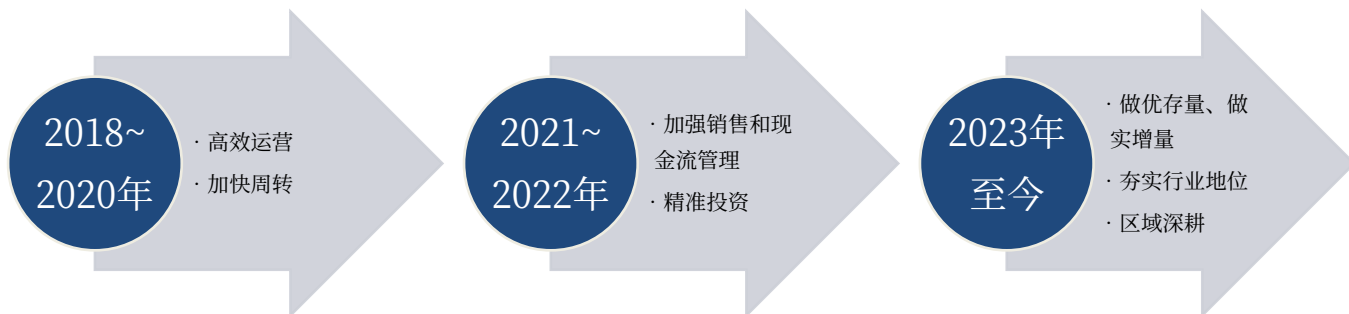 2018~
2020年
· 高效运营
· 加快周转
2021~
2022年
· 加强销售和现
金流管理
· 精准投资
2023年
至今
· 做优存量、做
实增量
· 夯实行业地位
· 区域深耕